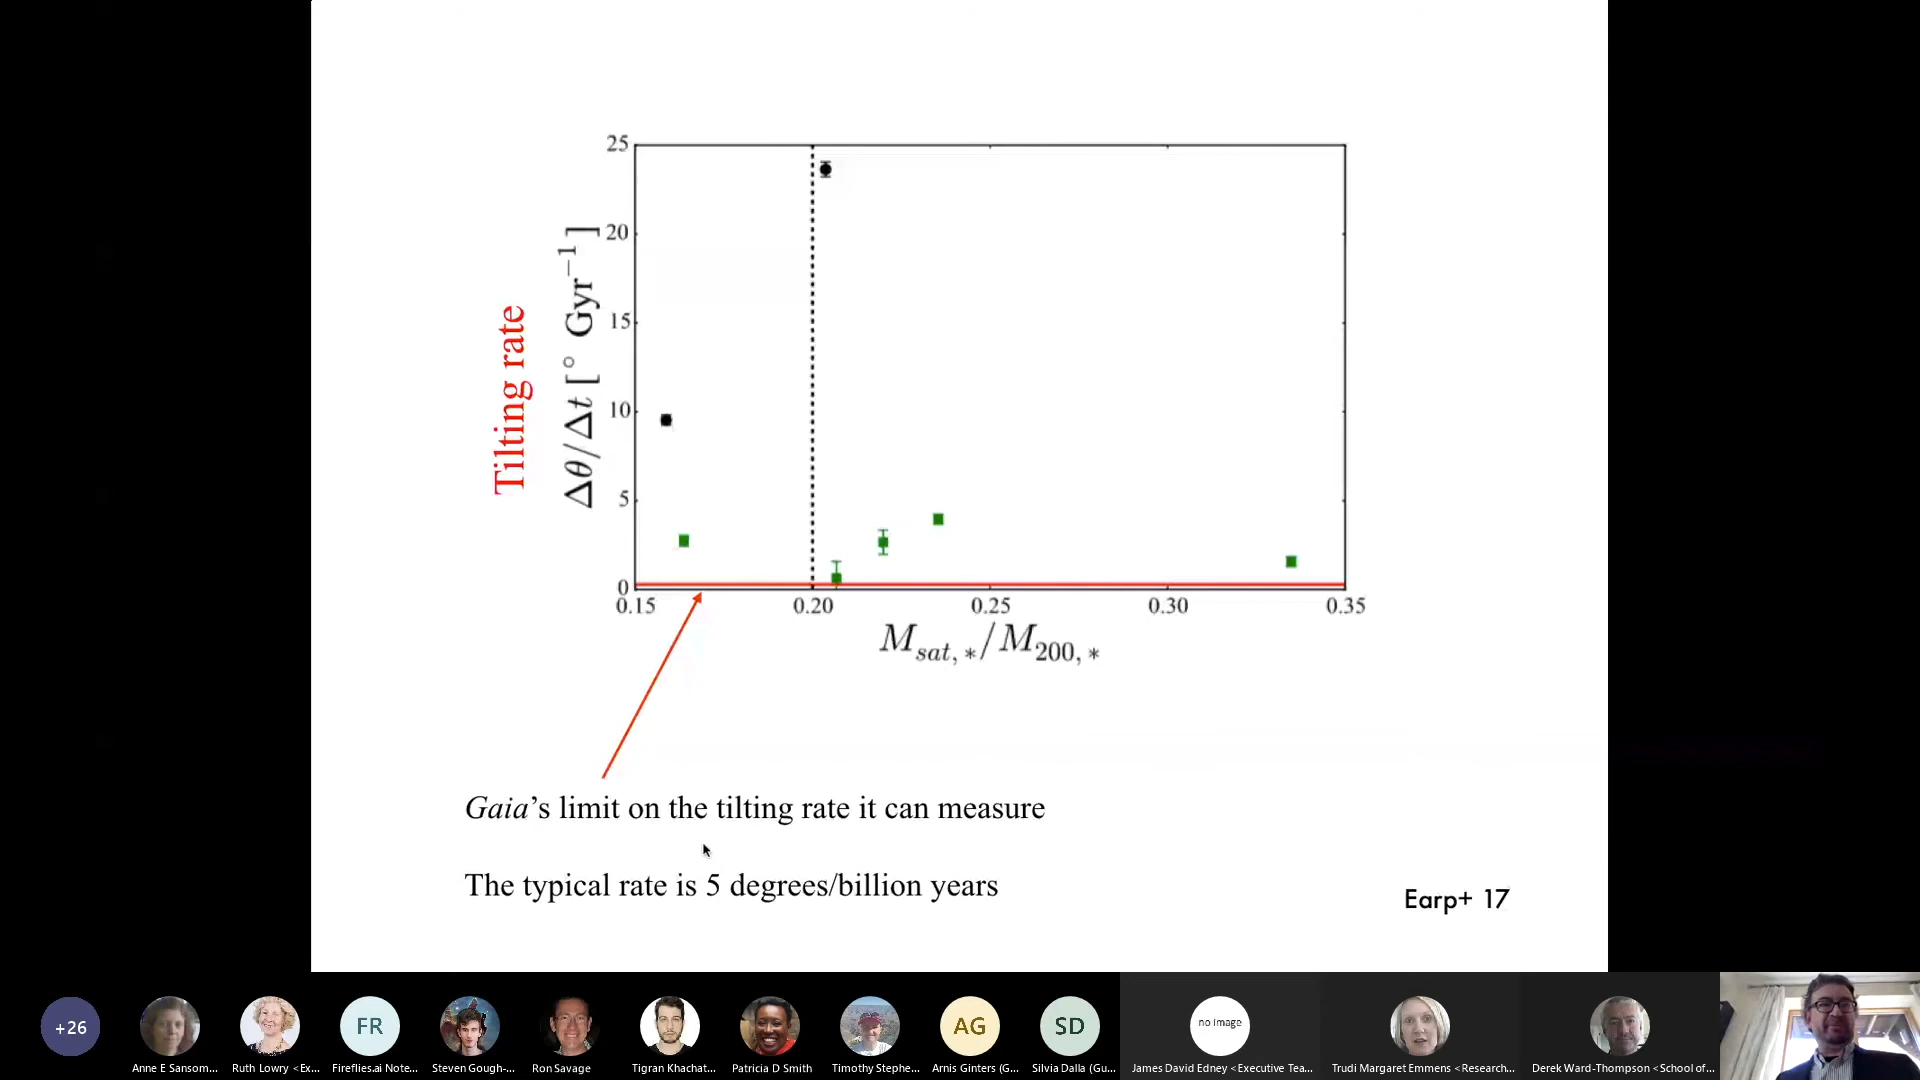 25
20
15
10
5
0
Tilting rate
Δθ/Δt [° Gyr⁻¹]
0.15 0.20 0.25 0.30 0.35
M_{sat,*}/M_{200,*}
Gaia's limit on the tilting rate it can measure
The typical rate is 5 degrees/billion years
Earp+ 17
+26
FR
AG
SD
no image
Anne E Sansom...
Ruth Lowry <Ex...
Fireflies.ai Note...
Steven Gough-...
Ron Savage
Tigran Khachat...
Patricia D Smith
Timothy Stephe...
Arnis Ginters (G...
Silvia Dalla (Gu...
James David Edney <Executive Tea...
Trudi Margaret Emmens <Research...
Derek Ward-Thompson <School of...